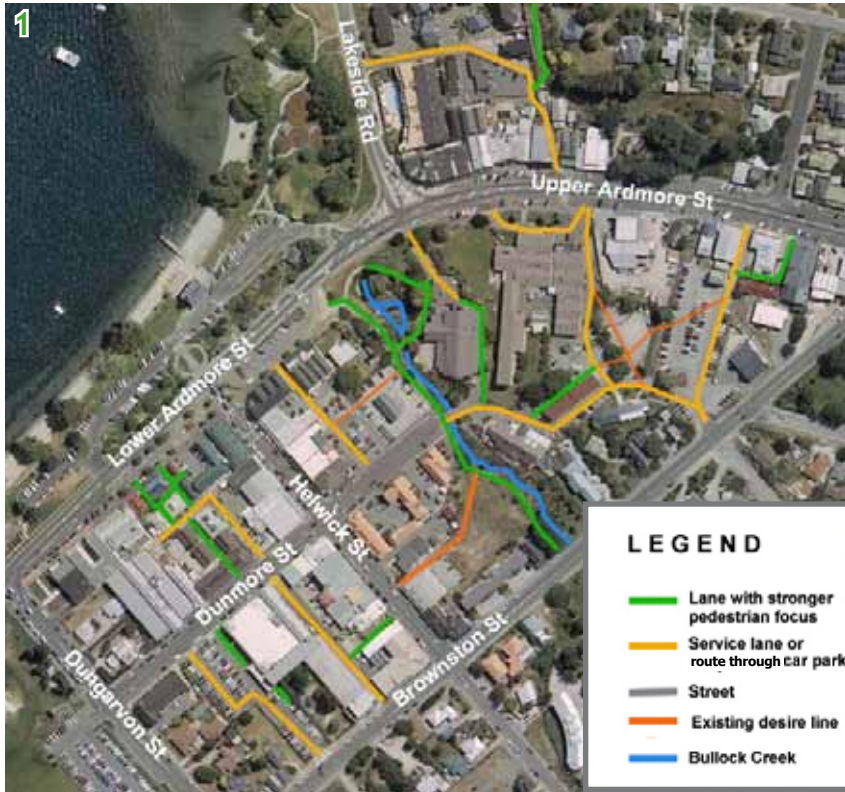 1
Lakeside Rd
Upper Ardmore St
Lower Ardmore St
Helwick St
Dunmore St
Brownston St
Dungarvon St
LEGEND
Lane with stronger
pedestrian focus
Service lane or
route through car park
Street
Existing desire line
Bullock Creek